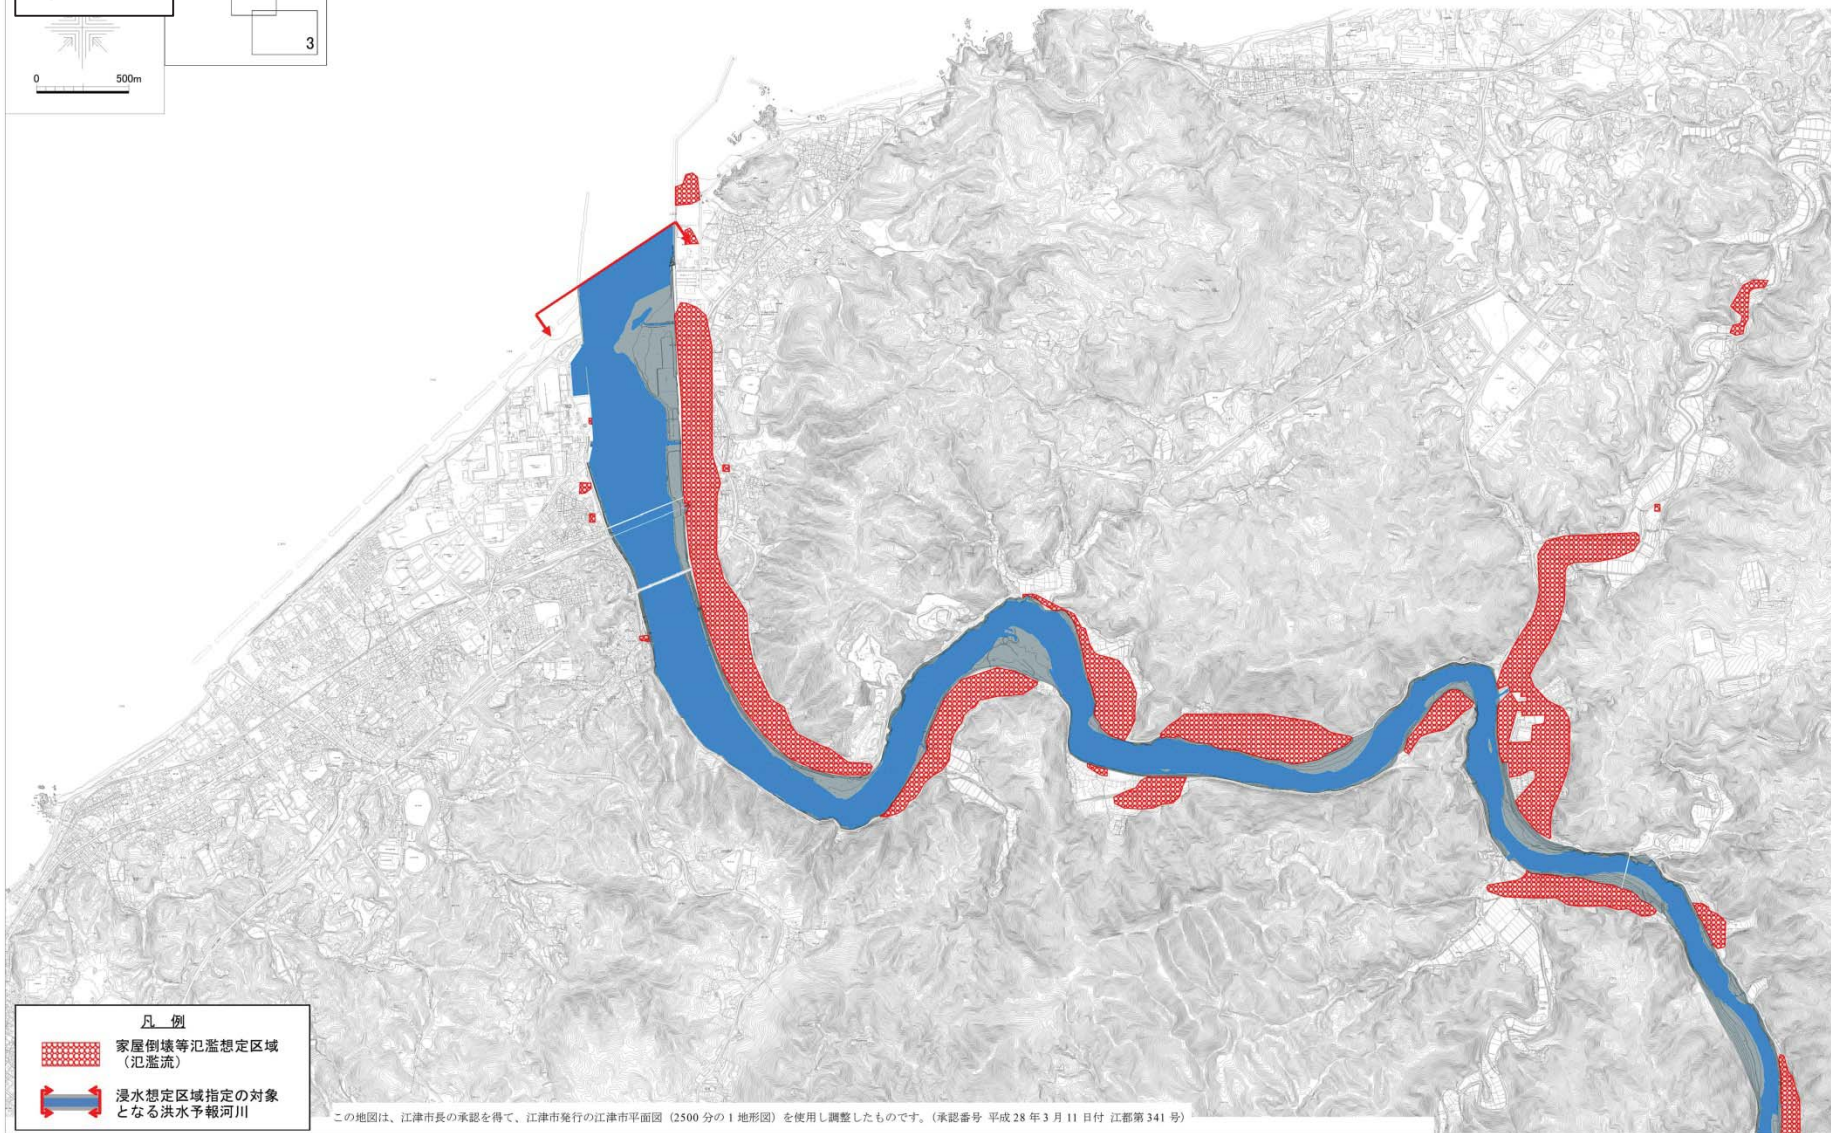 3
0 500m
凡 例
家屋倒壊等氾濫想定区域
（氾濫流）
浸水想定区域指定の対象
となる洪水予報河川
この地図は、江津市長の承認を得て、江津市発行の江津市平面図（2500 分の 1 地形図）を使用し調整したものです。（承認番号 平成 28 年 3 月 11 日付 江都第 341 号）